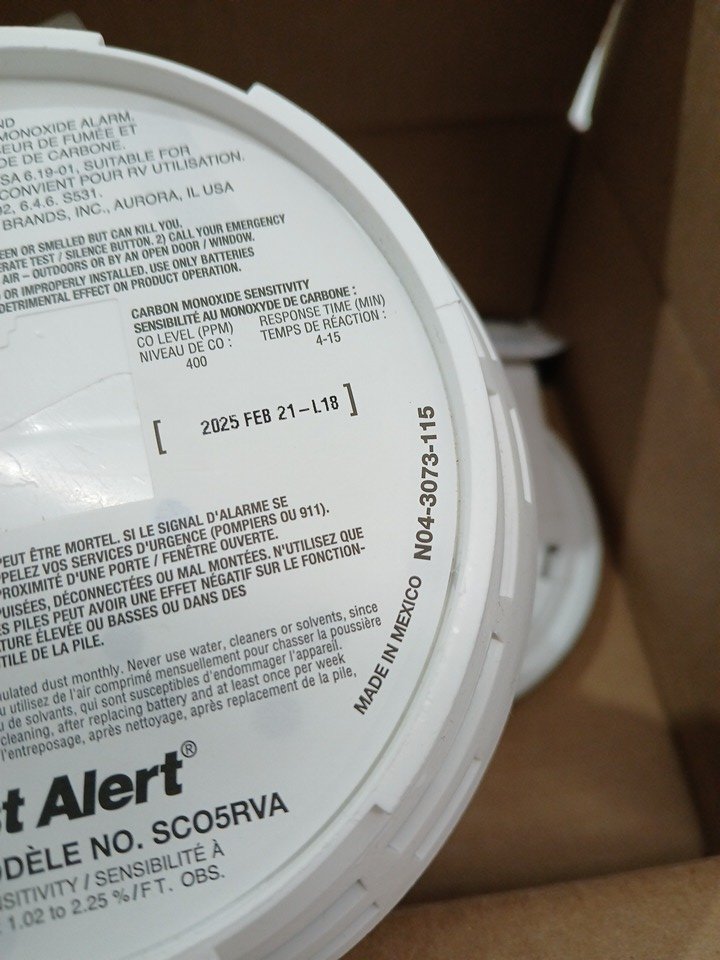 ND
MONOXIDE ALARM.
EUR DE FUMÉE ET
DE DE CARBONE.
SA 6.19-01, SUITABLE FOR
CONVIENT POUR RV UTILISATION.
02, 6.4.6. S531.
BRANDS, INC., AURORA, IL USA
EEN OR SMELLED BUT CAN KILL YOU,
ERATE TEST / SILENCE BUTTON. 2) CALL YOUR EMERGENCY
AIR – OUTDOORS OR BY AN OPEN DOOR / WINDOW.
OR IMPROPERLY INSTALLED. USE ONLY BATTERIES
DETRIMENTAL EFFECT ON PRODUCT OPERATION.
CARBON MONOXIDE SENSITIVITY
SENSIBILITÉ AU MONOXYDE DE CARBONE :
CO LEVEL (PPM) RESPONSE TIME (MIN)
NIVEAU DE CO : TEMPS DE RÉACTION :
400 4-15
[ 2025 FEB 21–L18 ]
PEUT ÊTRE MORTEL. SI LE SIGNAL D'ALARME SE
PELEZ VOS SERVICES D'URGENCE (POMPIERS OU 911).
ROXIMITÉ D'UNE PORTE / FENÊTRE OUVERTE.
PUISÉES, DÉCONNECTÉES OU MAL MONTÉES. N'UTILISEZ QUE
ES PILES PEUT AVOIR UNE EFFET NÉGATIF SUR LE FONCTION-
TURE ÉLEVÉE OU BASSES OU DANS DES
TILE DE LA PILE.
ulated dust monthly. Never use water, cleaners or solvents, since
u utilisez de l'air comprimé mensuellement pour chasser la poussière
u de solvants, qui sont susceptibles d'endommager l'appareil.
cleaning, after replacing battery and at least once per week
l'entreposage, après nettoyage, après replacement de la pile,
MADE IN MEXICO N04-3073-115
st Alert®
ODÈLE NO. SCO5RVA
NSITIVITY / SENSIBILITÉ À
1.02 to 2.25 %/FT. OBS.